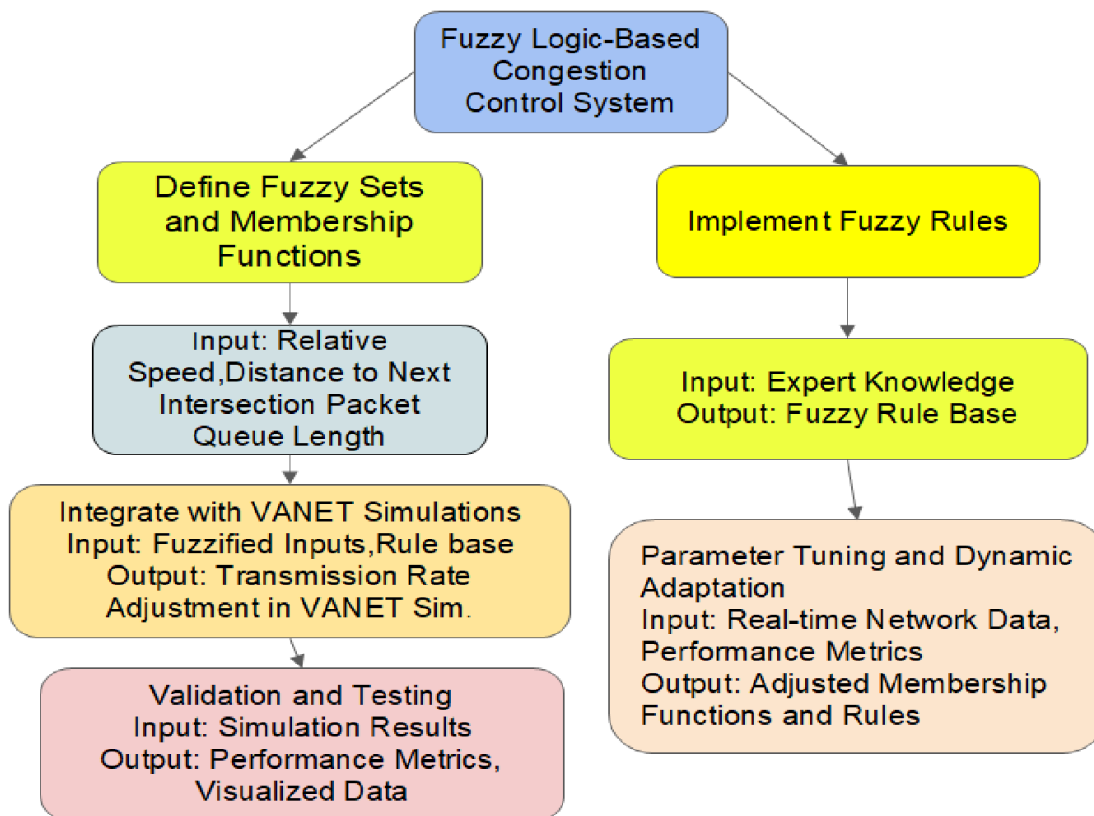 Fuzzy Logic-Based
Congestion
Control System
Define Fuzzy Sets
and Membership
Functions
Implement Fuzzy Rules
Input: Relative
Speed,Distance to Next
Intersection Packet
Queue Length
Input: Expert Knowledge
Output: Fuzzy Rule Base
Integrate with VANET Simulations
Input: Fuzzified Inputs,Rule base
Output: Transmission Rate
Adjustment in VANET Sim.
Parameter Tuning and Dynamic
Adaptation
Input: Real-time Network Data,
Performance Metrics
Output: Adjusted Membership
Functions and Rules
Validation and Testing
Input: Simulation Results
Output: Performance Metrics,
Visualized Data